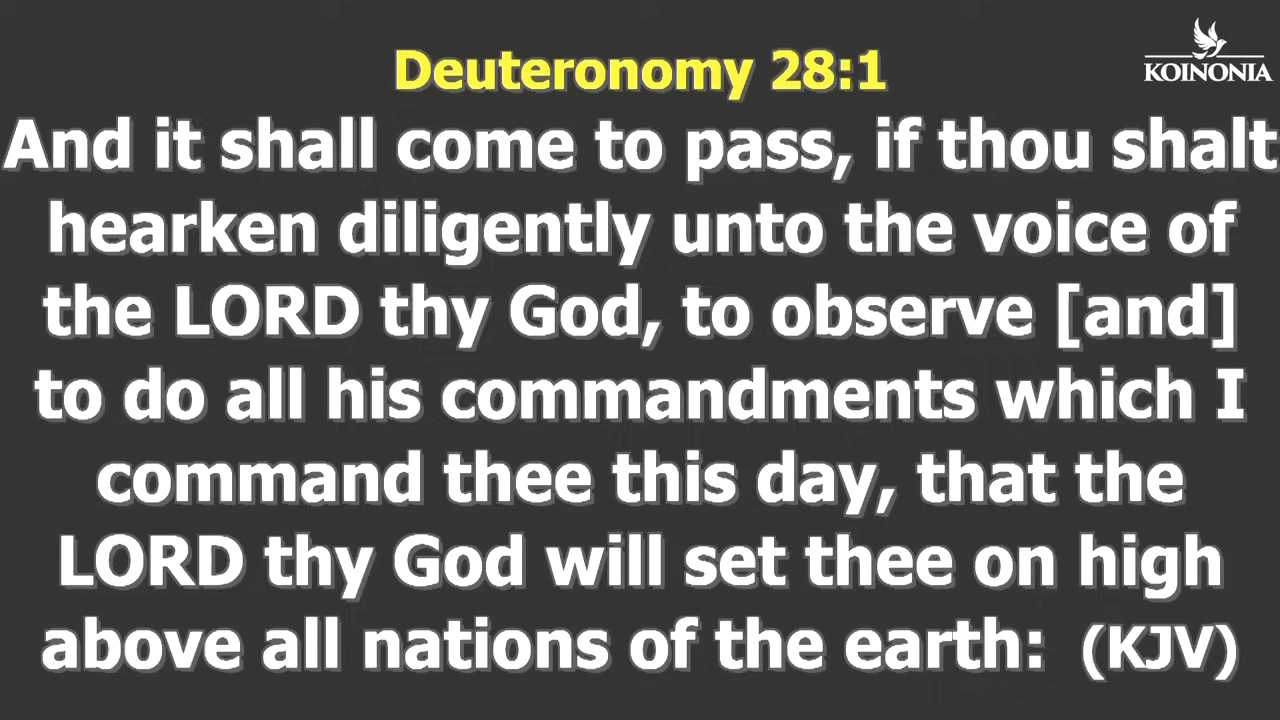 Deuteronomy 28:1
KOINONIA
And it shall come to pass, if thou shalt
hearken diligently unto the voice of
the LORD thy God, to observe [and]
to do all his commandments which I
command thee this day, that the
LORD thy God will set thee on high
above all nations of the earth: (KJV)